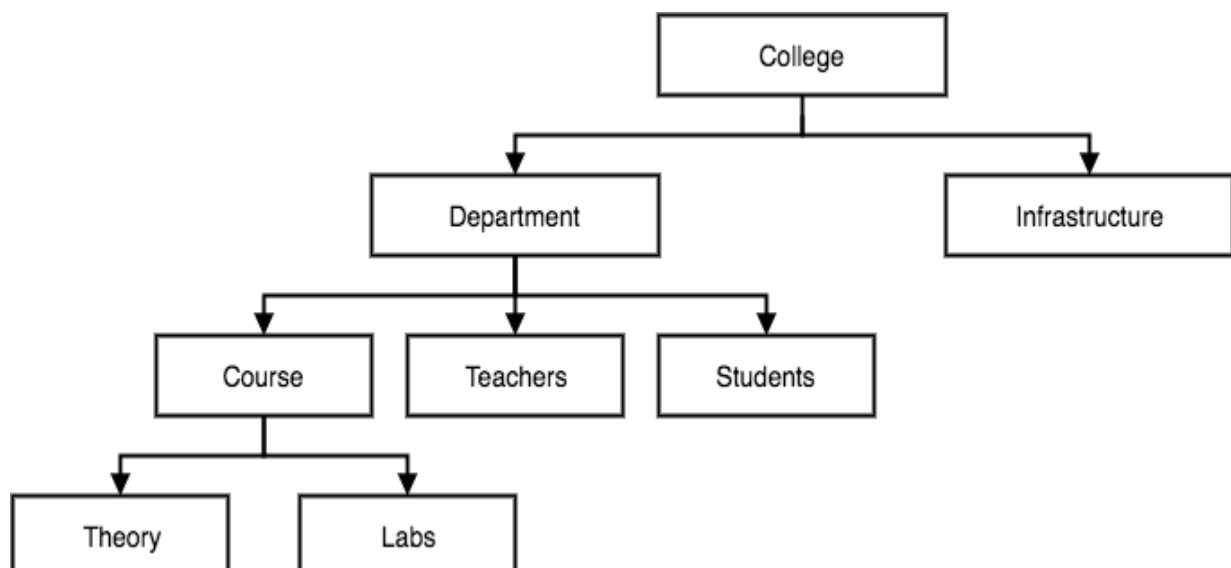 College
Department
Infrastructure
Course
Teachers
Students
Theory
Labs